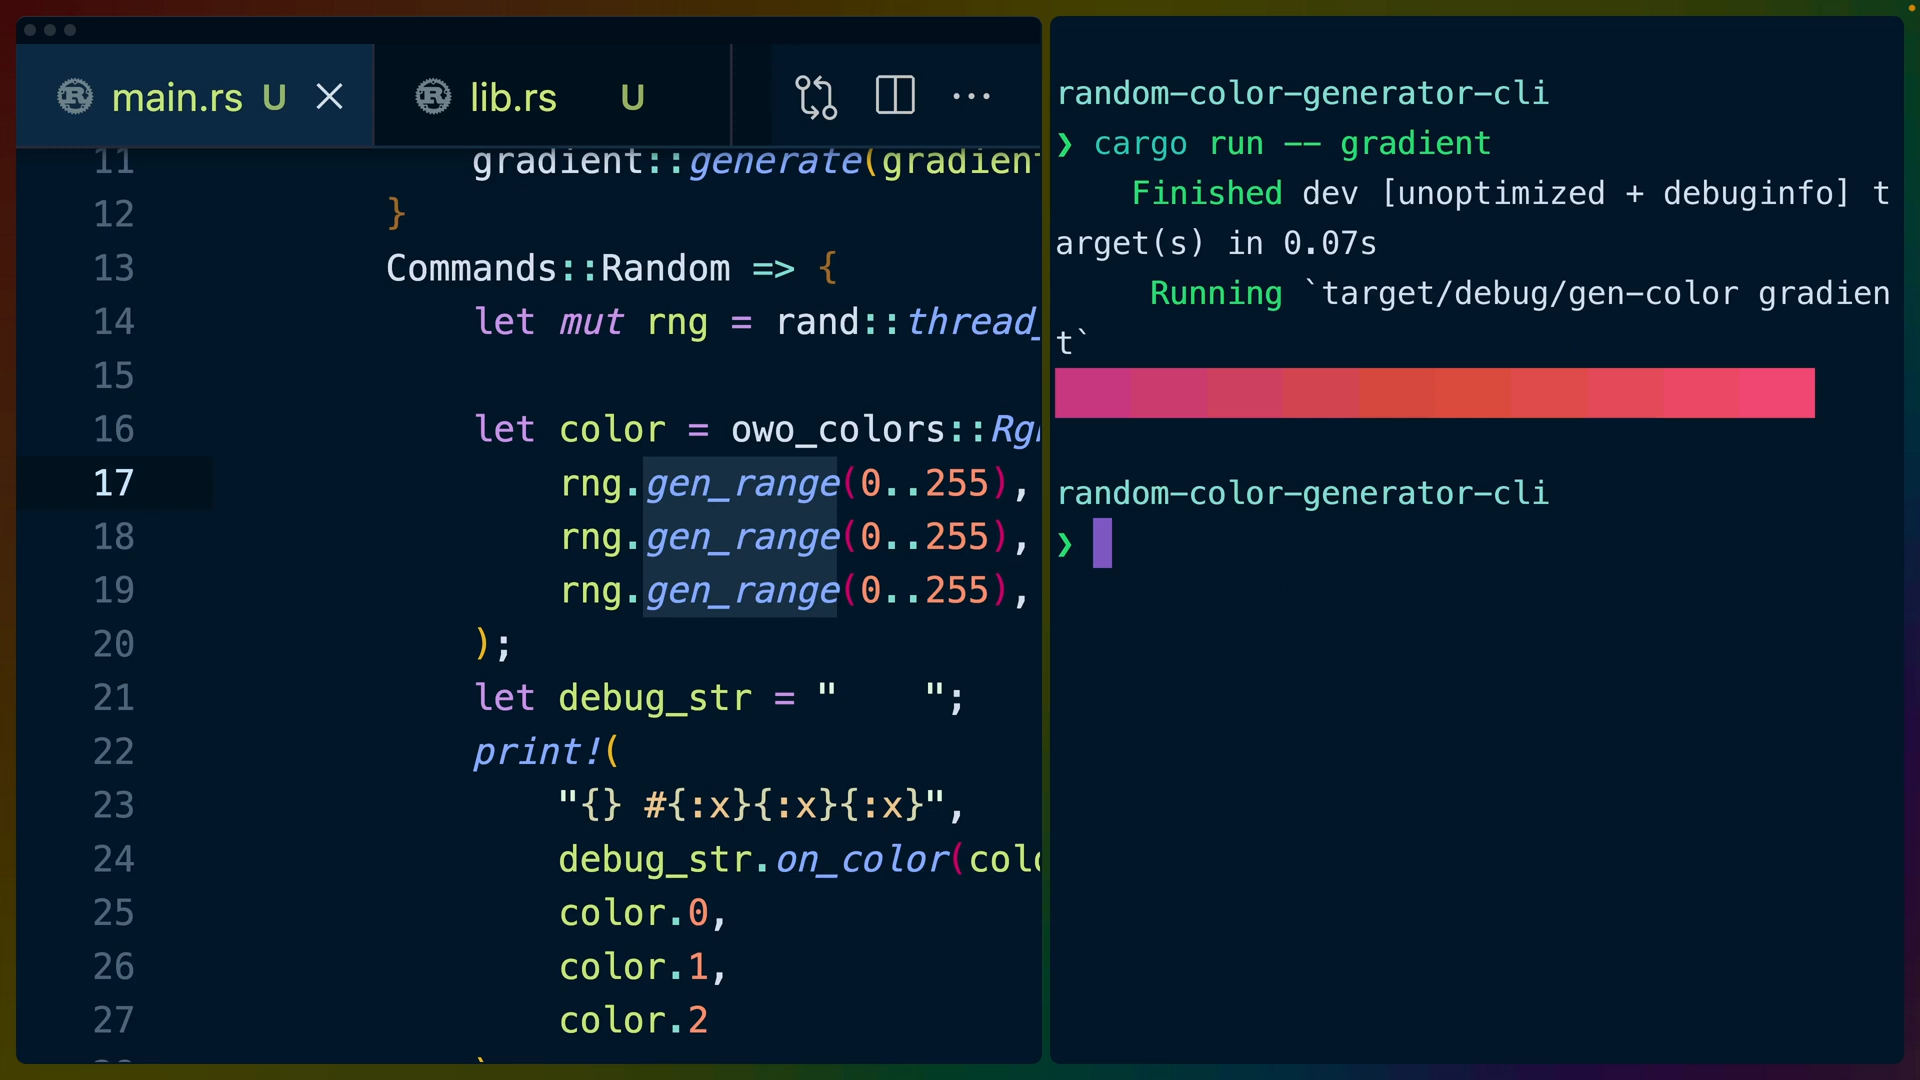 main.rs U
lib.rs U
11 gradient::generate(gradient
12 }
13 Commands::Random => {
14 let mut rng = rand::thread_
15
16 let color = owo_colors::Rg
17 rng.gen_range(0..255),
18 rng.gen_range(0..255),
19 rng.gen_range(0..255),
20 );
21 let debug_str = "    ";
22 print!(
23 "{} #{:x}{:x}{:x}",
24 debug_str.on_color(col
25 color.0,
26 color.1,
27 color.2
random-color-generator-cli
❯ cargo run -- gradient
Finished dev [unoptimized + debuginfo] t
arget(s) in 0.07s
Running `target/debug/gen-color gradien
t`
random-color-generator-cli
❯